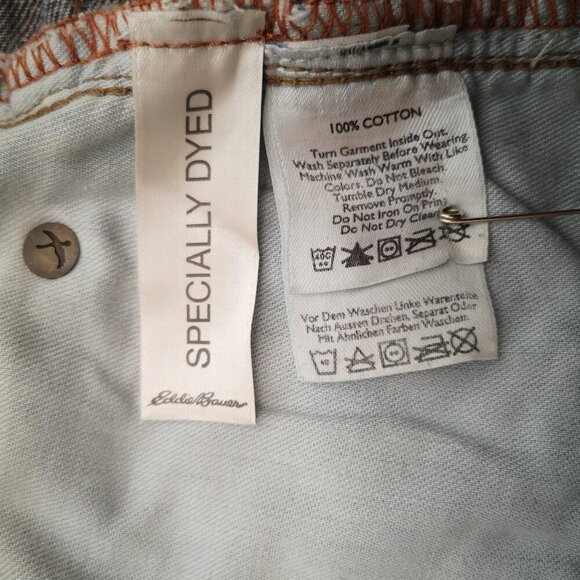 SPECIALLY DYED
Eddie Bauer
100% COTTON
Turn Garment Inside Out.
Wash Separately Before Wearing.
Machine Wash Warm With Like
Colors. Do Not Bleach.
Tumble Dry Medium.
Remove Promptly.
Do Not Iron On Print
Do Not Dry Clean
40C
Vor Dem Waschen Linke Warenseite
Nach Aussen Drehen. Separat Oder
Mit Ähnlichen Farben Waschen.